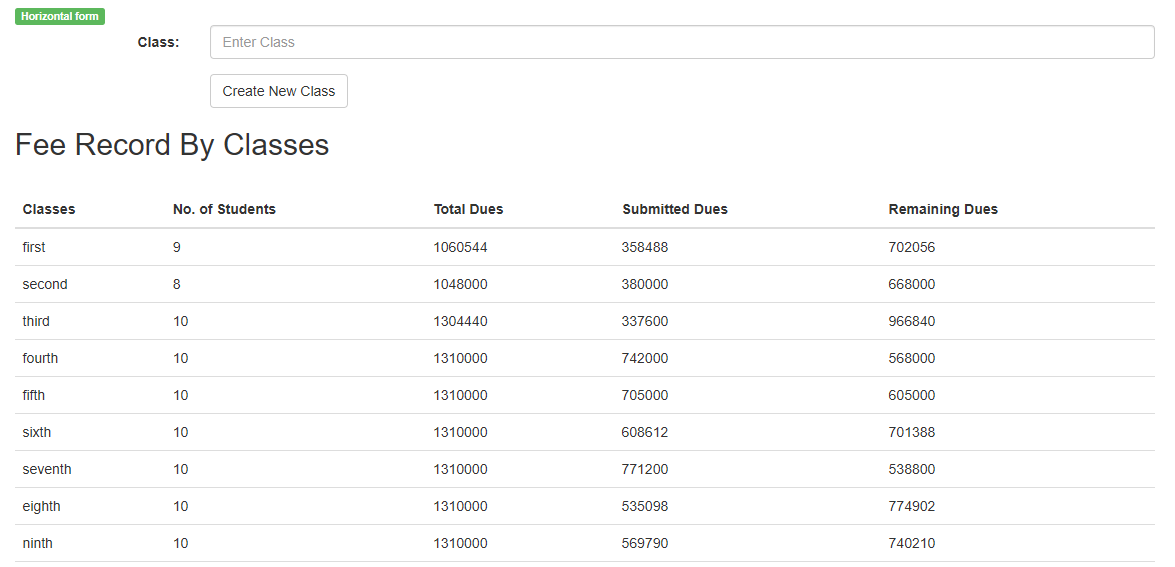 Horizontal form
Class: Enter Class
Create New Class
Fee Record By Classes
Classes No. of Students Total Dues Submitted Dues Remaining Dues
first 9 1060544 358488 702056
second 8 1048000 380000 668000
third 10 1304440 337600 966840
fourth 10 1310000 742000 568000
fifth 10 1310000 705000 605000
sixth 10 1310000 608612 701388
seventh 10 1310000 771200 538800
eighth 10 1310000 535098 774902
ninth 10 1310000 569790 740210